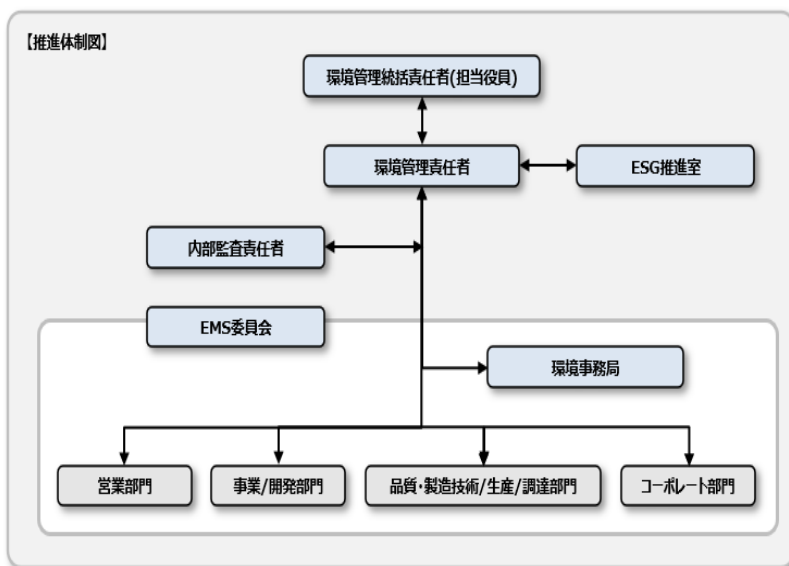 【推進体制図】
環境管理統括責任者(担当役員)
環境管理責任者
ESG推進室
内部監査責任者
EMS委員会
環境事務局
営業部門
事業/開発部門
品質・製造技術/生産/調達部門
コーポレート部門